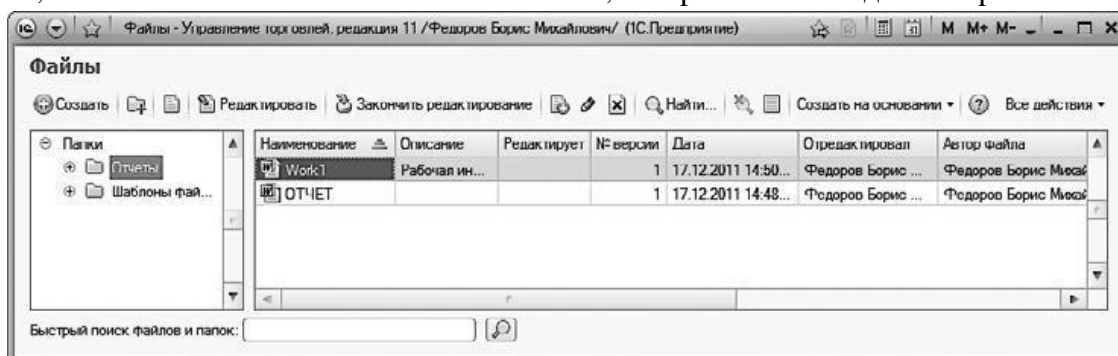 Файлы - Управление торговлей, редакция 11 /Федоров Борис Михайлович/ (1С:Предприятие)
M M+ M-
Файлы
Создать Редактировать Закончить редактирование Найти... Создать на основании Все действия
Папки
Отчеты
Шаблоны фай...
Наименование Описание Редактирует № версии Дата Отредактировал Автор файла
Work1 Рабочая ин... 1 17.12.2011 14:50... Федоров Борис ... Федоров Борис Михай
ОТЧЕТ 1 17.12.2011 14:48... Федоров Борис ... Федоров Борис Михай
Быстрый поиск файлов и папок: